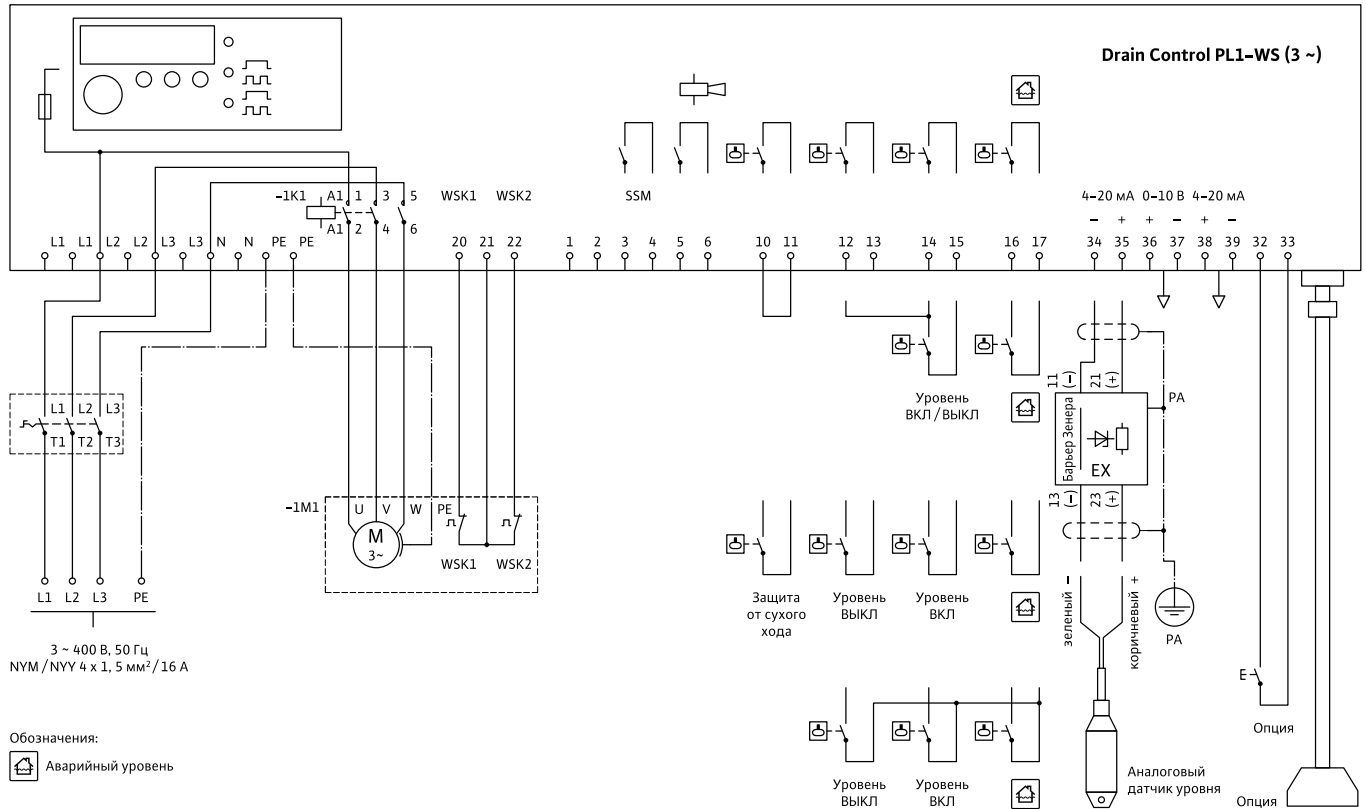 Drain Control PL1–WS (3 ~)
–1K1 A1 1 3 5 WSK1 WSK2 SSM
4–20 мА 0–10 В 4–20 мА
– + + – + –
A1 2 4 6
L1 L1 L2 L2 L3 L3 N N PE PE 20 21 22 1 2 3 4 5 6 10 11 12 13 14 15 16 17 34 35 36 37 38 39 32 33
11 (–) 21 (+)
Уровень
ВКЛ / ВЫКЛ
PA
L1 L2 L3
T1 T2 T3
Барьер Зенера
EX
13 (–) 23 (+)
–1M1 U V W PE
M
3~
WSK1 WSK2
L1 L2 L3 PE
3 ~ 400 В, 50 Гц
NYM / NYY 4 x 1, 5 мм² / 16 А
Защита
от сухого
хода
Уровень
ВЫКЛ
Уровень
ВКЛ
зеленый –
коричневый +
PA
E
Опция
Обозначения:
Аварийный уровень
Уровень
ВЫКЛ
Уровень
ВКЛ
Аналоговый
датчик уровня
Опция